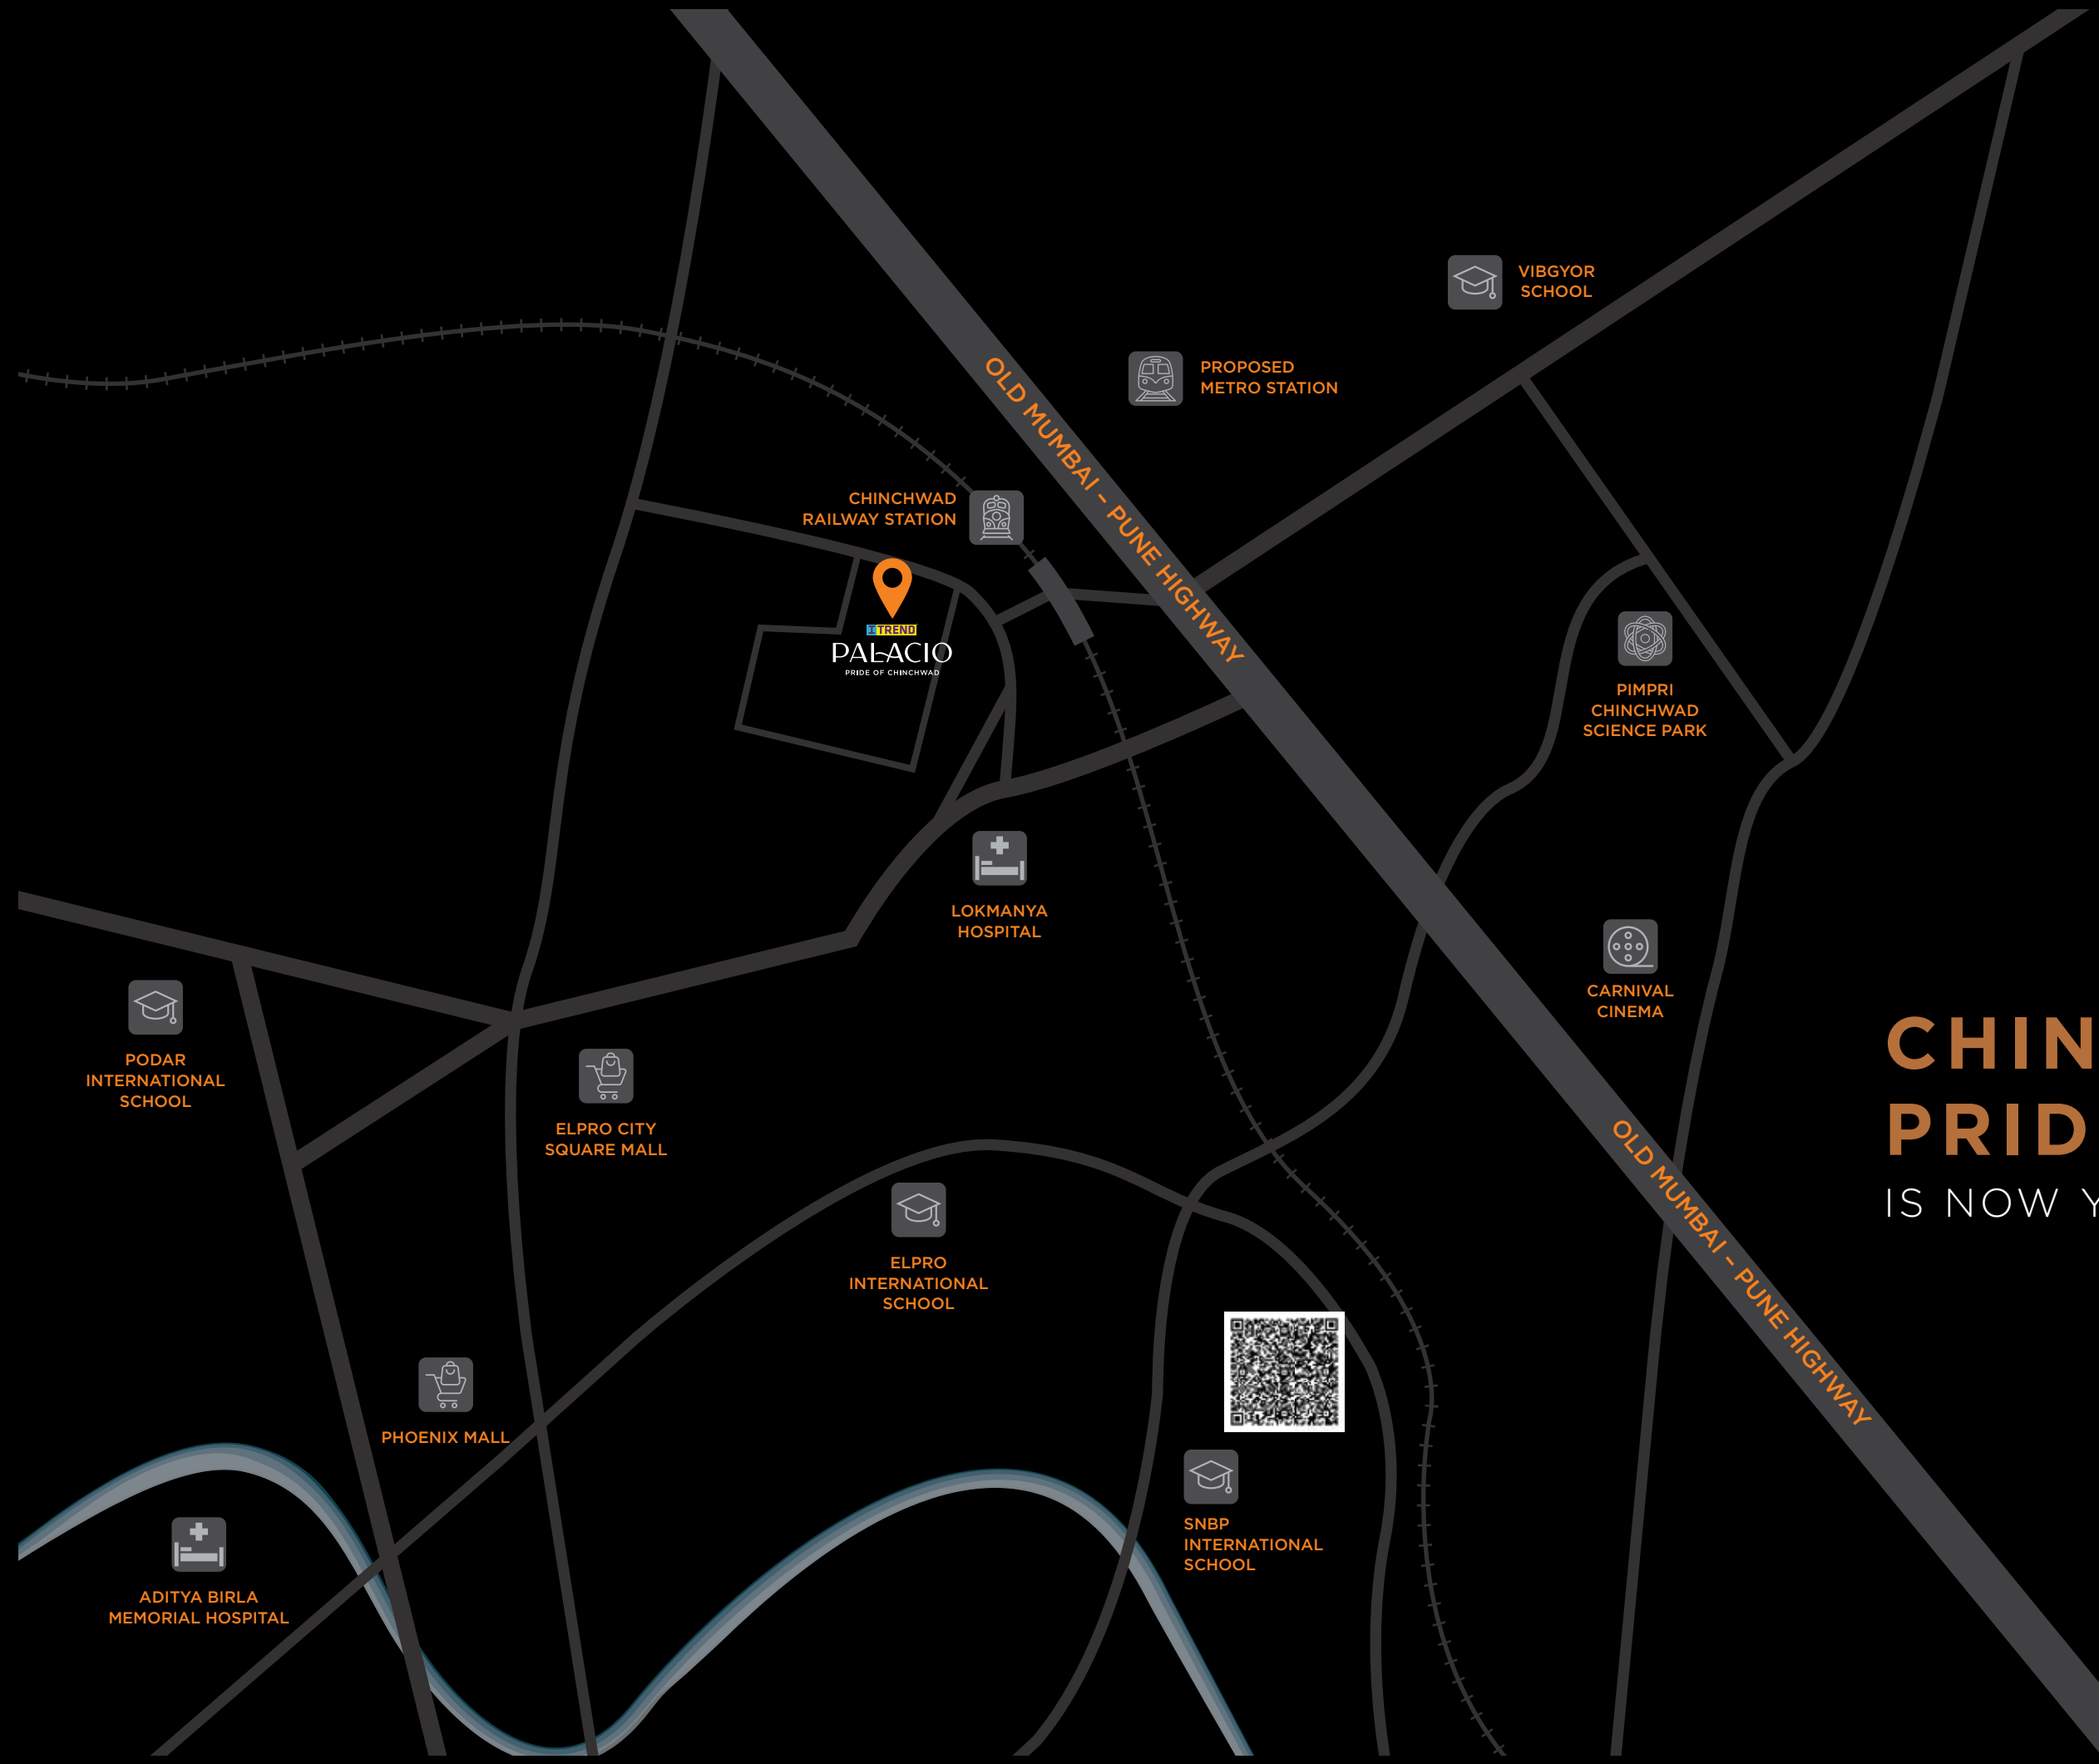 VIBGYOR
SCHOOL
PROPOSED
METRO STATION
OLD MUMBAI - PUNE HIGHWAY
CHINCHWAD
RAILWAY STATION
ITREND
PALACIO
PRIDE OF CHINCHWAD
PIMPRI
CHINCHWAD
SCIENCE PARK
LOKMANYA
HOSPITAL
CARNIVAL
CINEMA
PODAR
INTERNATIONAL
SCHOOL
ELPRO CITY
SQUARE MALL
CHIN
PRID
IS NOW Y
OLD MUMBAI - PUNE HIGHWAY
ELPRO
INTERNATIONAL
SCHOOL
PHOENIX MALL
SNBP
INTERNATIONAL
SCHOOL
ADITYA BIRLA
MEMORIAL HOSPITAL